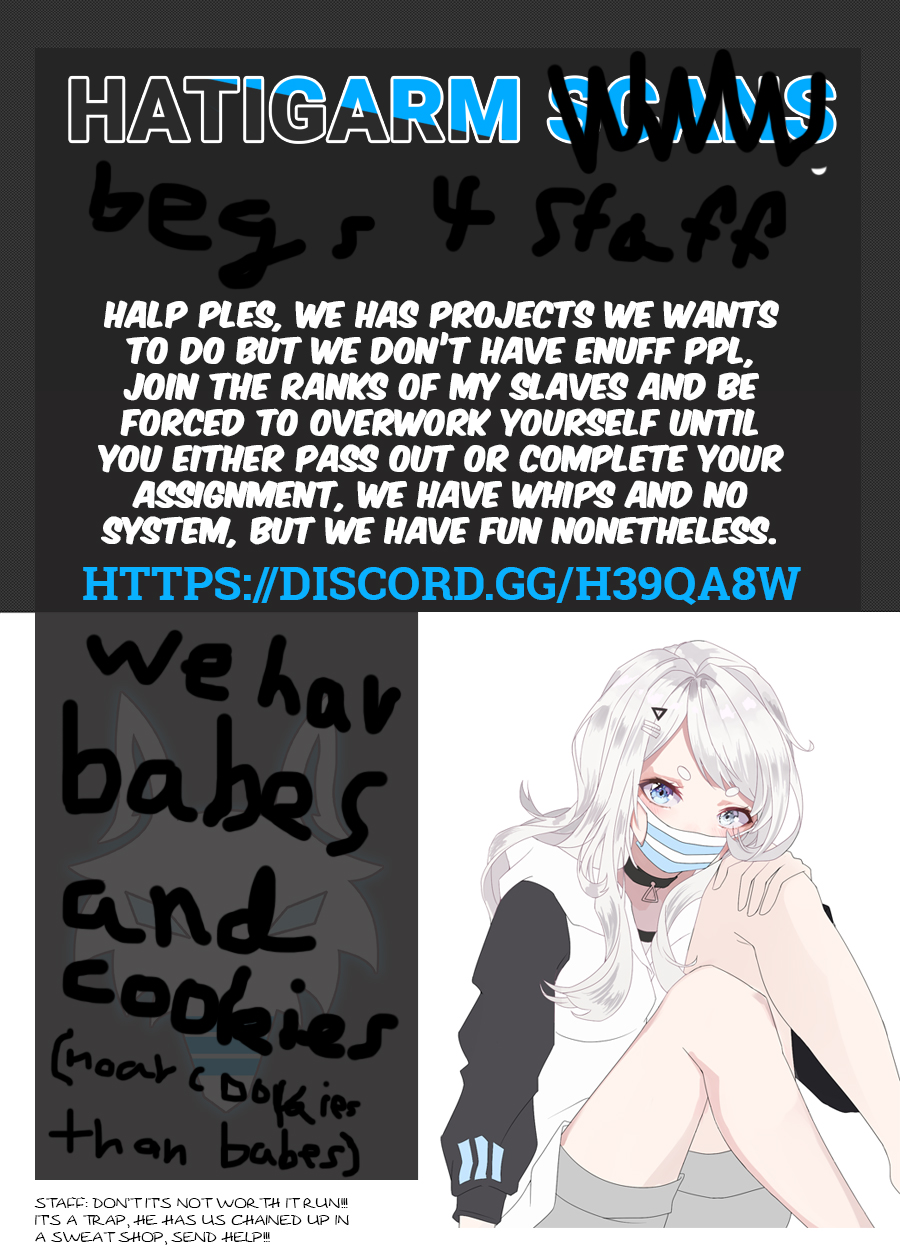 HATIGARM SCANS
begs 4 staff
HALP PLES, WE HAS PROJECTS WE WANTS
TO DO BUT WE DON'T HAVE ENUFF PPL,
JOIN THE RANKS OF MY SLAVES AND BE
FORCED TO OVERWORK YOURSELF UNTIL
YOU EITHER PASS OUT OR COMPLETE YOUR
ASSIGNMENT, WE HAVE WHIPS AND NO
SYSTEM, BUT WE HAVE FUN NONETHELESS.
HTTPS://DISCORD.GG/H39QA8W
we hav
babes
and
cookies
(moar cookies
than babes)
STAFF: DON'T IT'S NOT WORTH IT RUN!!!
IT'S A TRAP, HE HAS US CHAINED UP IN
A SWEAT SHOP, SEND HELP!!!